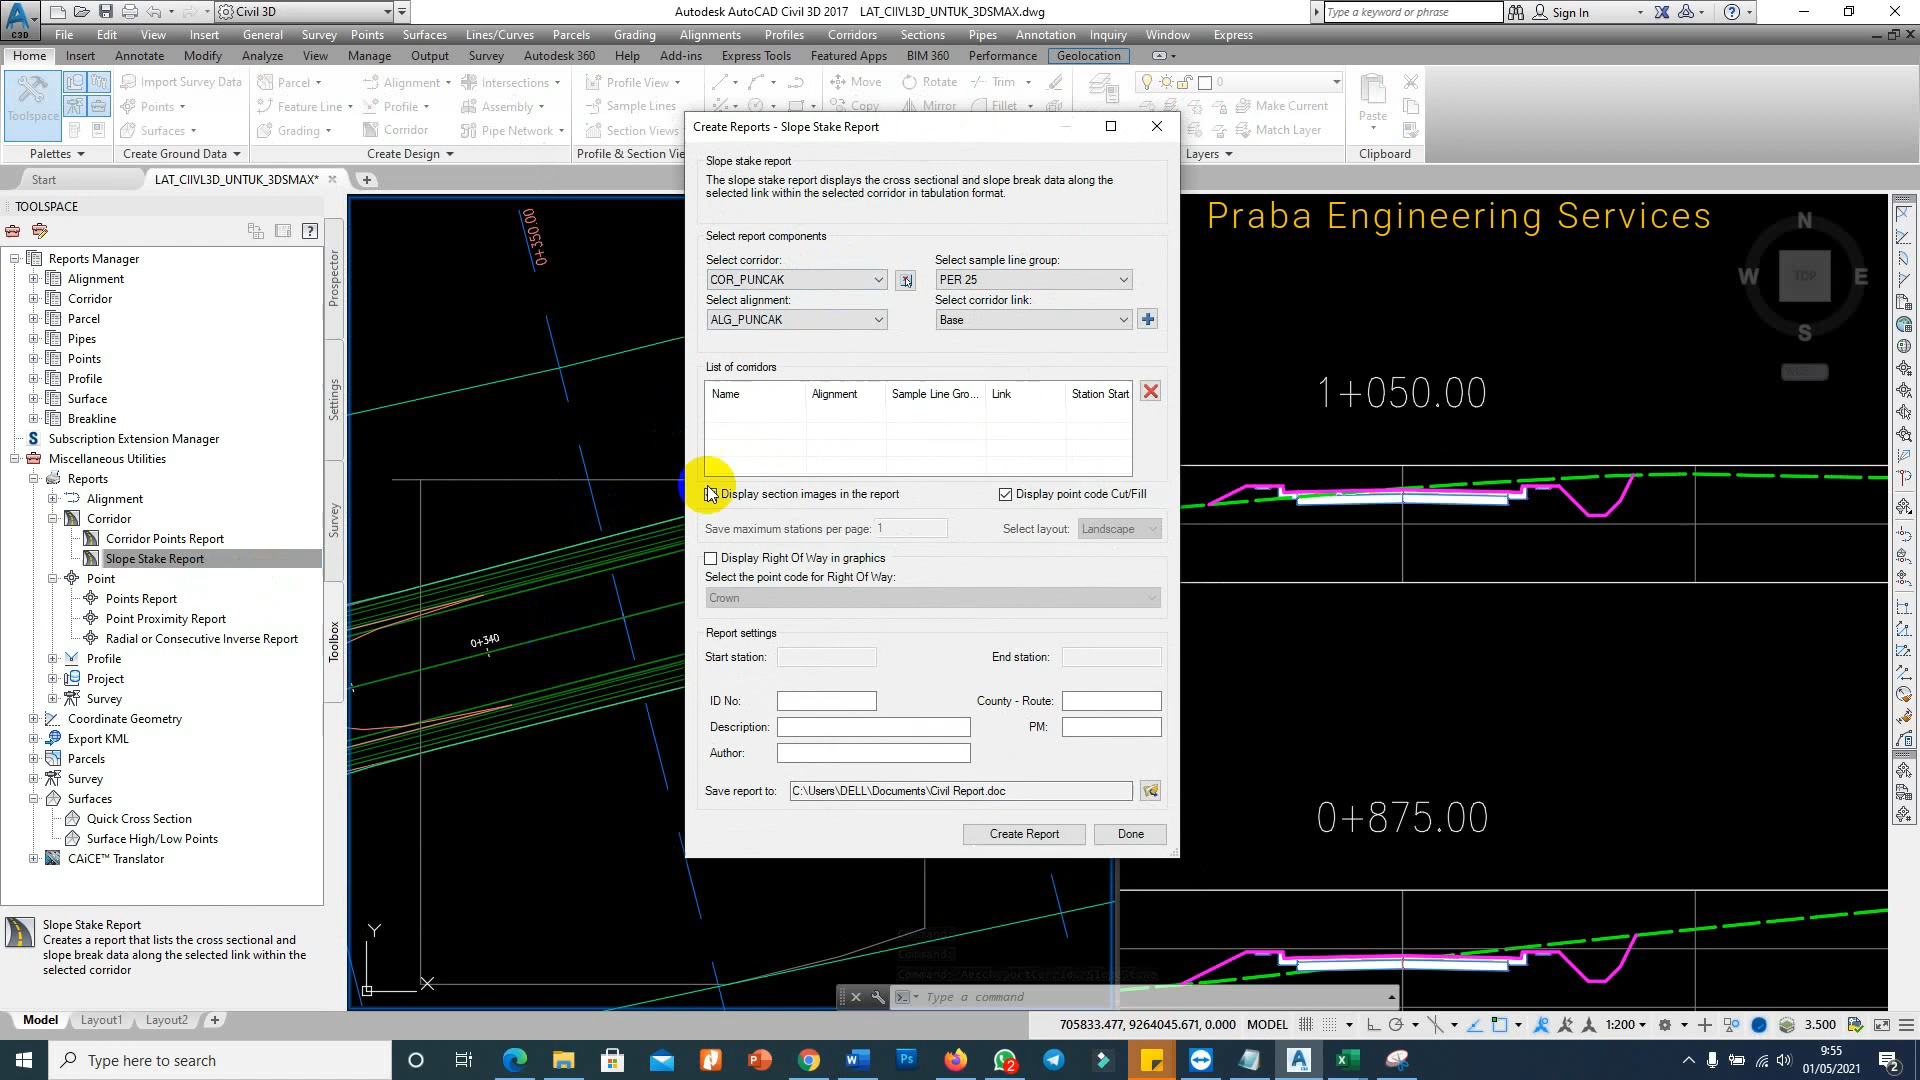 Civil 3D
Autodesk AutoCAD Civil 3D 2017 LAT_CIIVL3D_UNTUK_3DSMAX.dwg
Type a keyword or phrase
Sign In
C3D
File Edit View Insert General Survey Points Surfaces Lines/Curves Parcels Grading Alignments Profiles Corridors Sections Pipes Annotation Inquiry Window Express
Home Insert Annotate Modify Analyze View Manage Output Survey Autodesk 360 Help Add-ins Express Tools Featured Apps BIM 360 Performance Geolocation
Toolspace
Import Survey Data
Points
Surfaces
Parcel
Feature Line
Grading
Alignment
Profile
Corridor
Intersections
Assembly
Pipe Network
Profile View
Sample Lines
Section Views
Move Rotate Trim
Copy Mirror Fillet
0
Make Current
Match Layer
Paste
Palettes Create Ground Data Create Design Profile & Section Vie Layers Clipboard
Start LAT_CIIVL3D_UNTUK_3DSMAX*
TOOLSPACE
Reports Manager
Alignment
Corridor
Parcel
Pipes
Points
Profile
Surface
Breakline
Subscription Extension Manager
Miscellaneous Utilities
Reports
Alignment
Corridor
Corridor Points Report
Slope Stake Report
Point
Points Report
Point Proximity Report
Radial or Consecutive Inverse Report
Profile
Project
Survey
Coordinate Geometry
Export KML
Parcels
Survey
Surfaces
Quick Cross Section
Surface High/Low Points
CAiCE™ Translator
Prospector
Settings
Survey
Toolbox
Slope Stake Report
Creates a report that lists the cross sectional and
slope break data along the selected link within the
selected corridor
0+350.00
0+340
Y
X
Create Reports - Slope Stake Report
Slope stake report
The slope stake report displays the cross sectional and slope break data along the
selected link within the selected corridor in tabulation format.
Select report components
Select corridor: Select sample line group:
COR_PUNCAK PER 25
Select alignment: Select corridor link:
ALG_PUNCAK Base
List of corridors
Name Alignment Sample Line Gro... Link Station Start
Display section images in the report Display point code Cut/Fill
Save maximum stations per page: 1 Select layout: Landscape
Display Right Of Way in graphics
Select the point code for Right Of Way:
Crown
Report settings
Start station: End station:
ID No: County - Route:
Description: PM:
Author:
Save report to: C:\Users\DELL\Documents\Civil Report.doc
Create Report Done
Praba Engineering Services
N
W TOP E
S
1+050.00
0+875.00
Command:
Command:
Type a command
Model Layout1 Layout2
705833.477, 9264045.671, 0.000 MODEL 1:200 3.500
Type here to search
2
9:55
01/05/2021
2